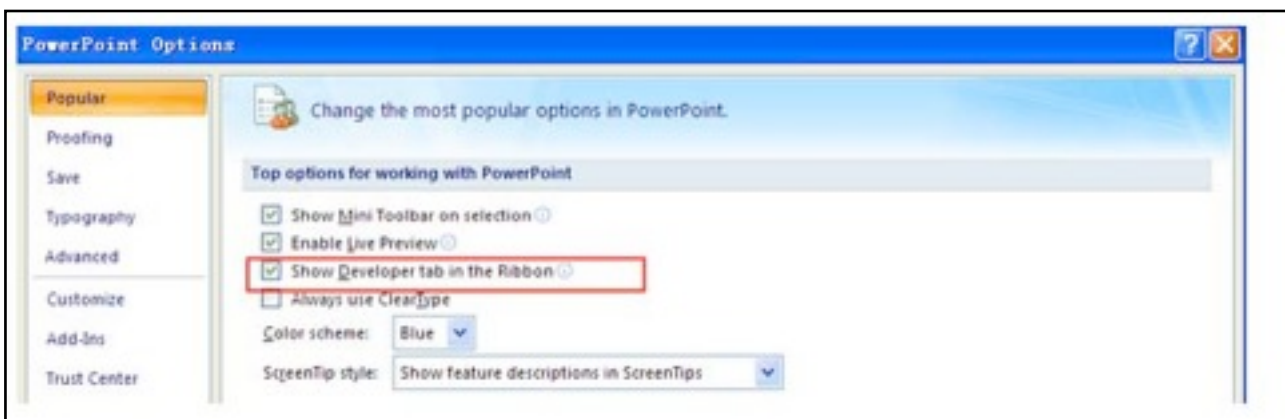 PowerPoint Options
Popular
Proofing
Save
Typography
Advanced
Customize
Add-Ins
Trust Center
Change the most popular options in PowerPoint.
Top options for working with PowerPoint
Show Mini Toolbar on selection
Enable Live Preview
Show Developer tab in the Ribbon
Always use ClearType
Color scheme: Blue
ScreenTip style: Show feature descriptions in ScreenTips